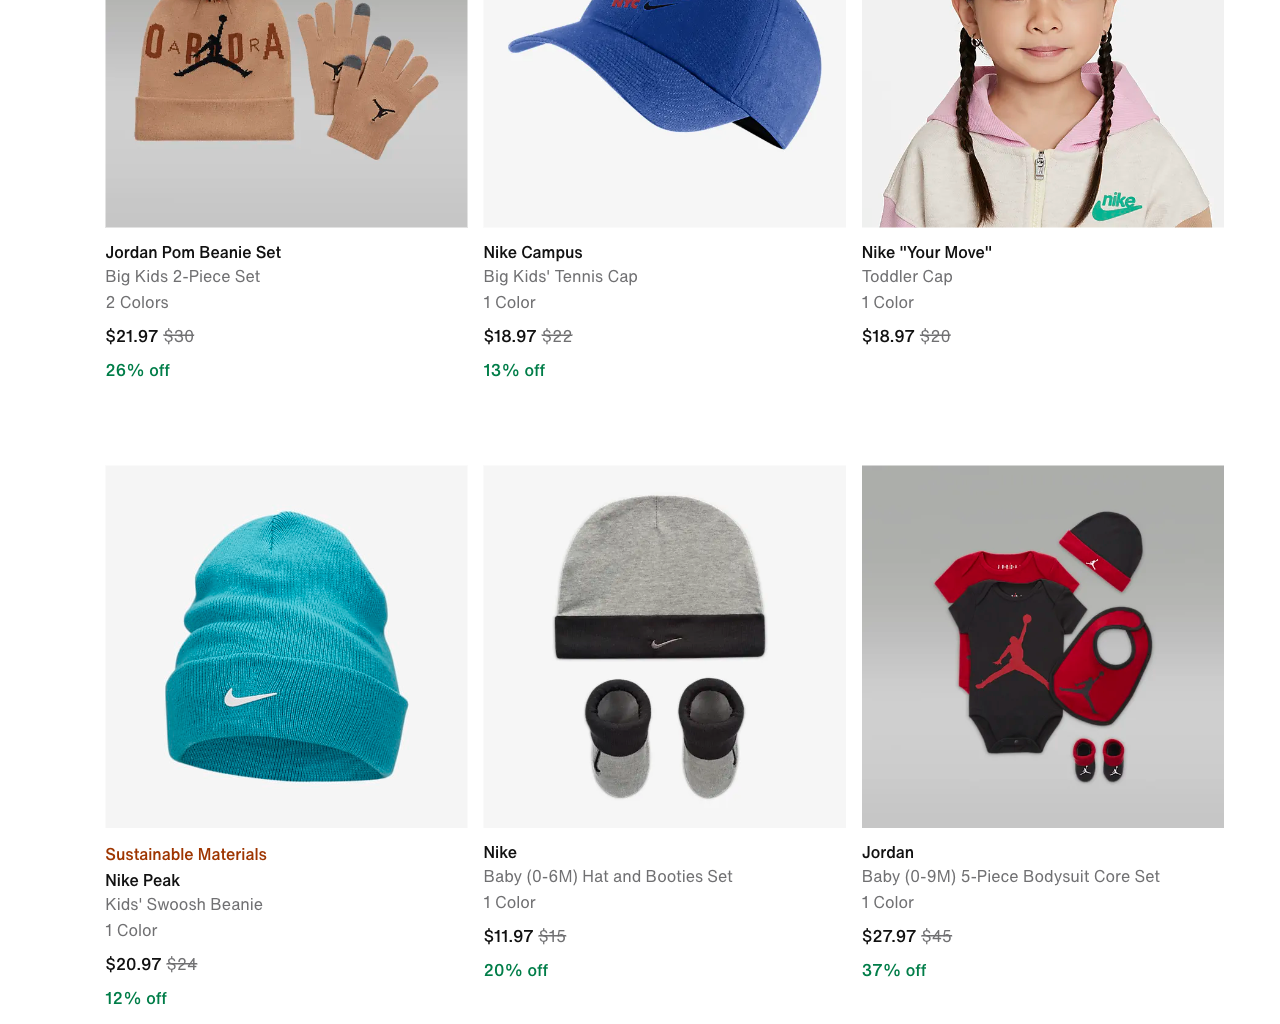 JORDAN
NYC
nike
Jordan Pom Beanie Set
Big Kids 2-Piece Set
2 Colors
$21.97 $30
26% off
Nike Campus
Big Kids' Tennis Cap
1 Color
$18.97 $22
13% off
Nike "Your Move"
Toddler Cap
1 Color
$18.97 $20
Sustainable Materials
Nike Peak
Kids' Swoosh Beanie
1 Color
$20.97 $24
12% off
Nike
Baby (0-6M) Hat and Booties Set
1 Color
$11.97 $15
20% off
Jordan
Baby (0-9M) 5-Piece Bodysuit Core Set
1 Color
$27.97 $45
37% off